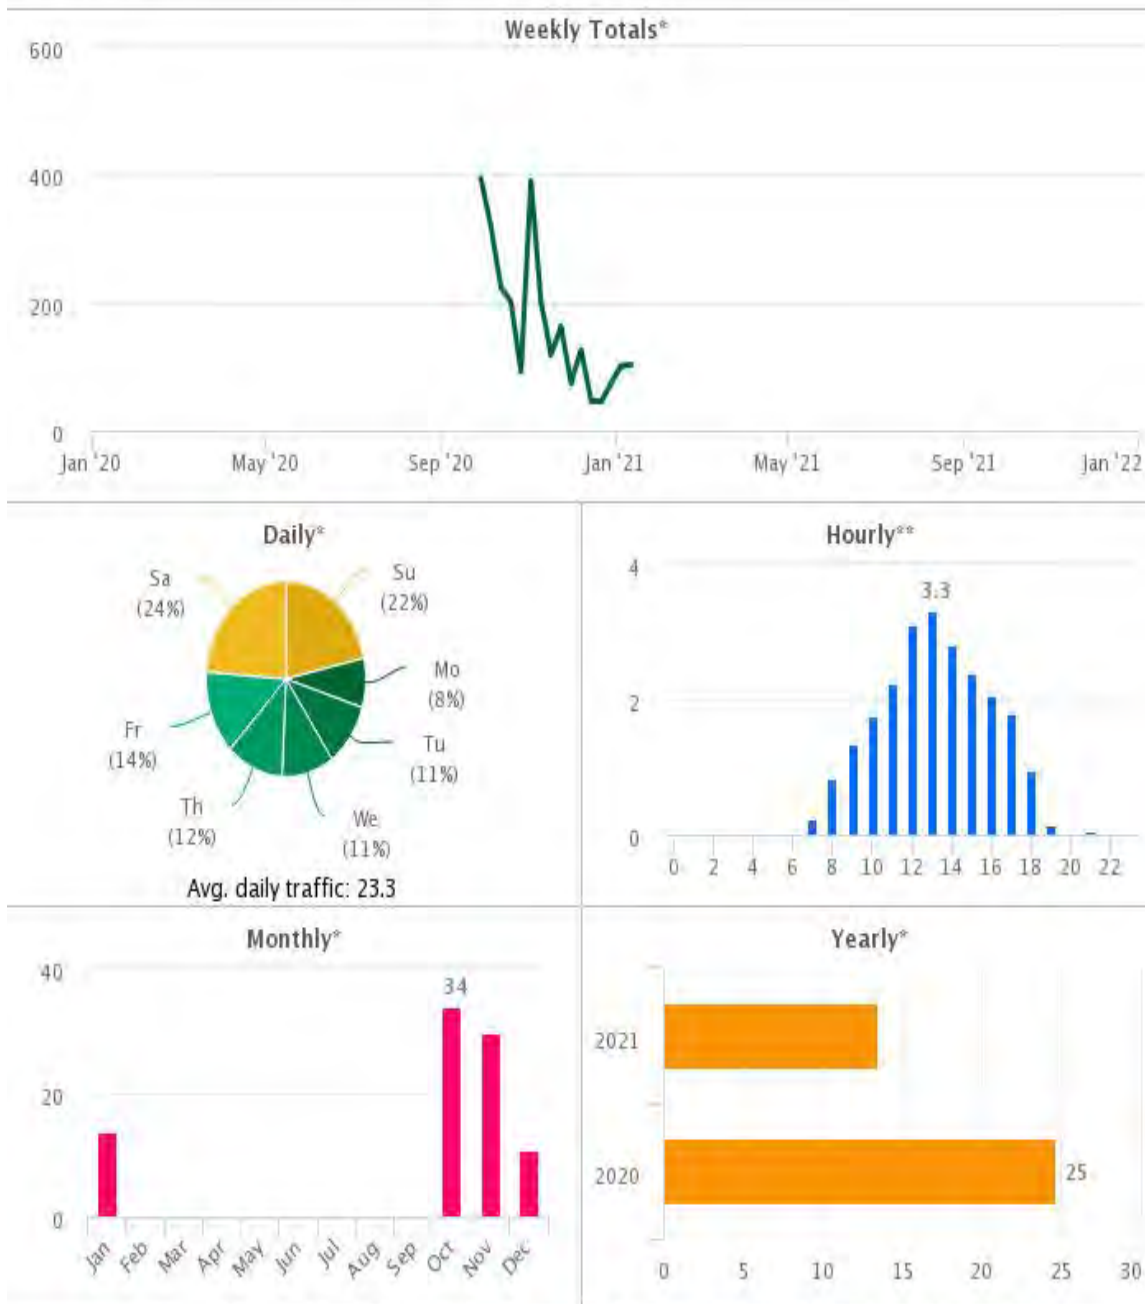 Weekly Totals*
600
400
200
0
Jan '20 May '20 Sep '20 Jan '21 May '21 Sep '21 Jan '22
Daily*
Sa
(24%)
Su
(22%)
Mo
(8%)
Fr
(14%)
Tu
(11%)
Th
(12%)
We
(11%)
Avg. daily traffic: 23.3
Hourly**
4
3.3
2
0
0 2 4 6 8 10 12 14 16 18 20 22
Monthly*
40
34
20
0
Jan Feb Mar Apr May Jun Jul Aug Sep Oct Nov Dec
Yearly*
2021
2020
25
0 5 10 15 20 25 30